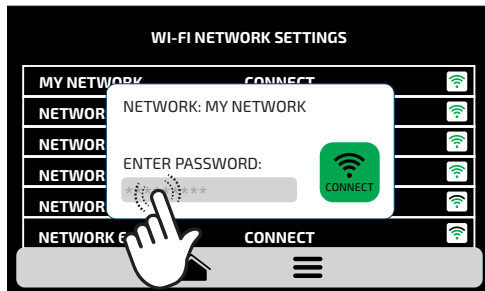 WI-FI NETWORK SETTINGS
MY NETWORK CONNECT
NETWOR
NETWORK: MY NETWORK
NETWOR
NETWOR
ENTER PASSWORD:
CONNECT
NETWOR
NETWORK 6 CONNECT